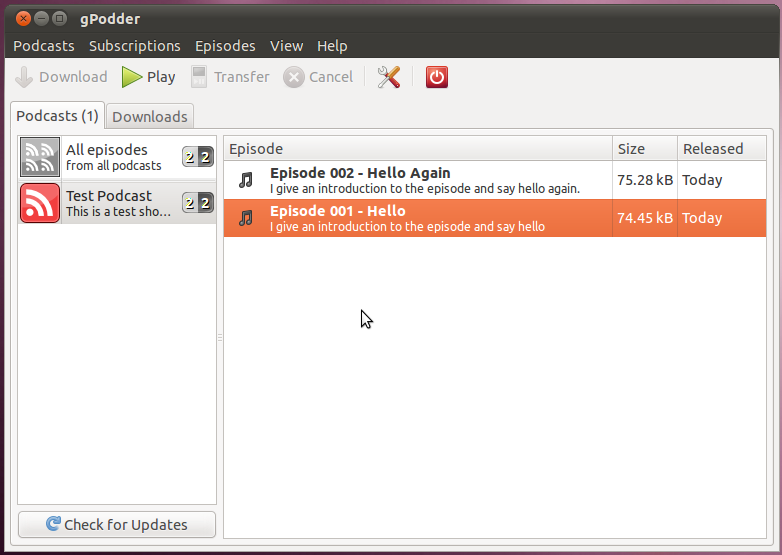 gPodder
Podcasts Subscriptions Episodes View Help
Download Play Transfer Cancel
Podcasts (1) Downloads
All episodes
from all podcasts
2 2
Test Podcast
This is a test sho...
2 2
Check for Updates
Episode Size Released
Episode 002 - Hello Again
I give an introduction to the episode and say hello again.
75.28 kB Today
Episode 001 - Hello
I give an introduction to the episode and say hello
74.45 kB Today